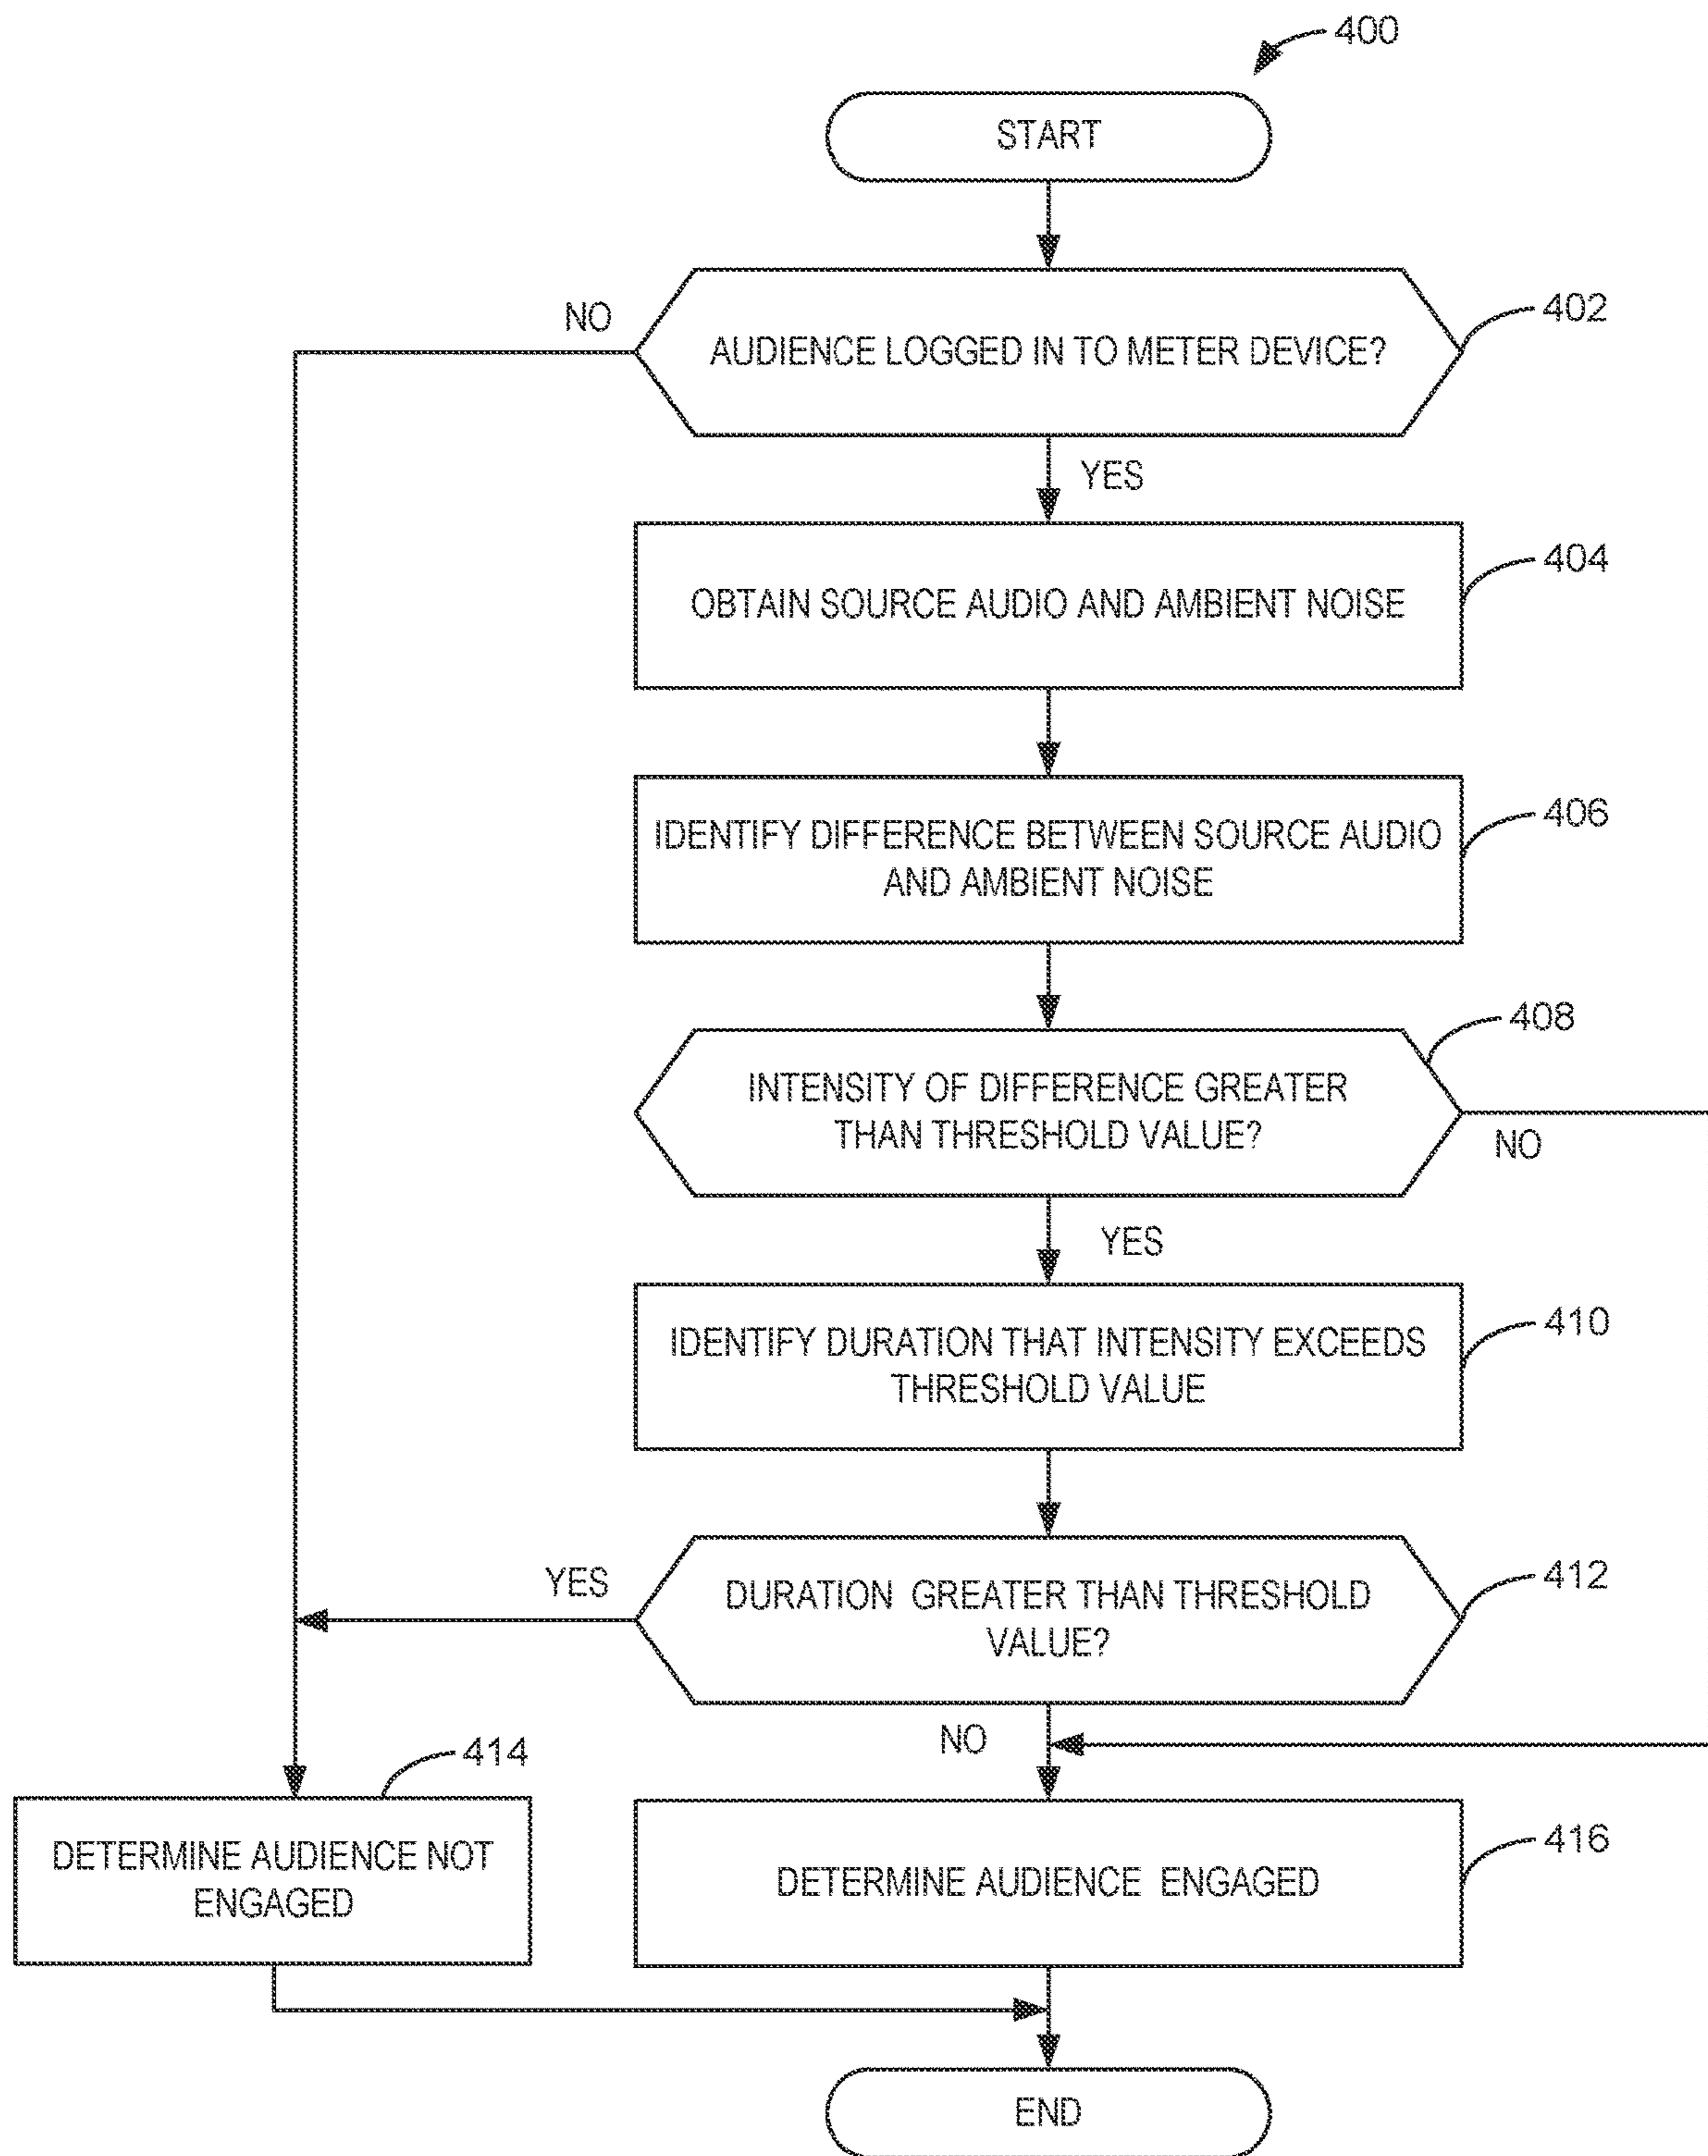 400
START
402
NO
AUDIENCE LOGGED IN TO METER DEVICE?
YES
404
OBTAIN SOURCE AUDIO AND AMBIENT NOISE
406
IDENTIFY DIFFERENCE BETWEEN SOURCE AUDIO
AND AMBIENT NOISE
408
INTENSITY OF DIFFERENCE GREATER
THAN THRESHOLD VALUE?
NO
YES
410
IDENTIFY DURATION THAT INTENSITY EXCEEDS
THRESHOLD VALUE
412
YES
DURATION GREATER THAN THRESHOLD
VALUE?
NO
414
DETERMINE AUDIENCE NOT
ENGAGED
416
DETERMINE AUDIENCE ENGAGED
END